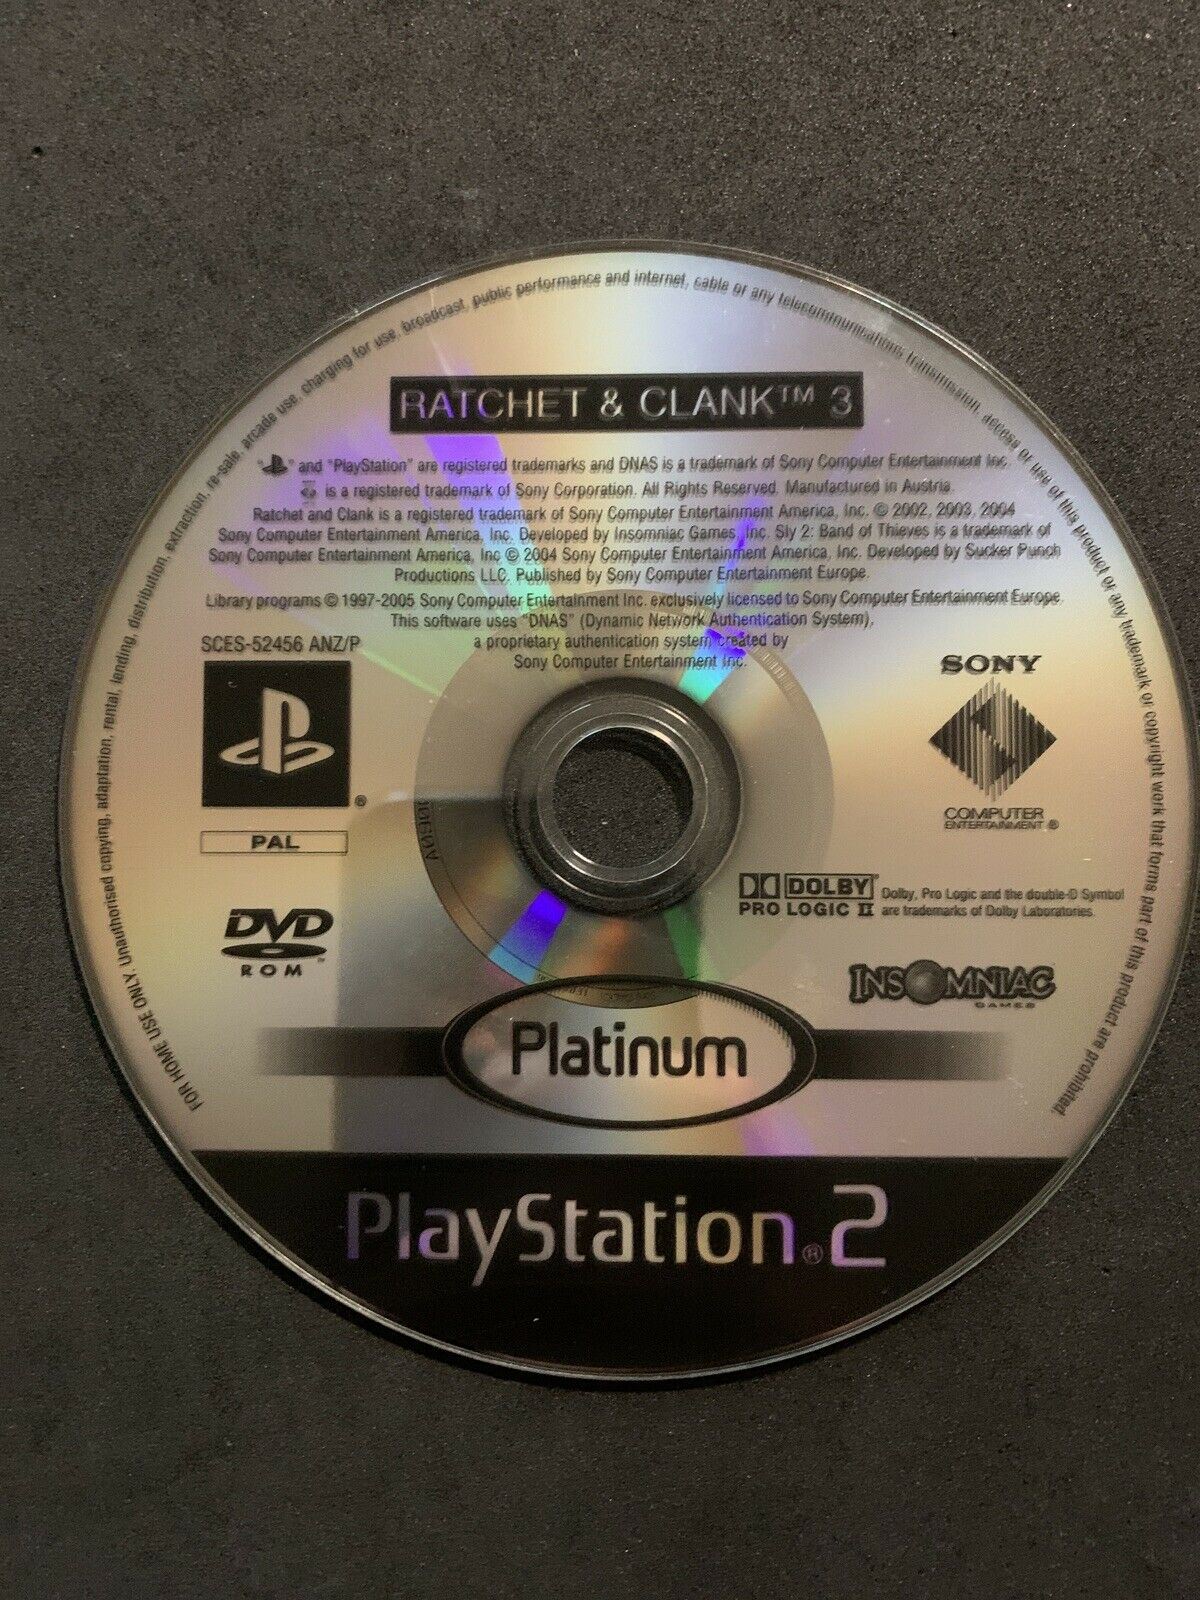 FOR HOME USE ONLY. Unauthorised copying, adaptation, rental, lending, distribution, extraction, re-sale, arcade use, charging for use, broadcast, public performance and internet, cable or any telecommunications transmission, access or use of this product or any trademark or copyright work that forms part of this product are prohibited.
RATCHET & CLANK™ 3
" " and "PlayStation" are registered trademarks and DNAS is a trademark of Sony Computer Entertainment Inc.
is a registered trademark of Sony Corporation. All Rights Reserved. Manufactured in Austria.
Ratchet and Clank is a registered trademark of Sony Computer Entertainment America, Inc. © 2002, 2003, 2004
Sony Computer Entertainment America, Inc. Developed by Insomniac Games, Inc. Sly 2: Band of Thieves is a trademark of
Sony Computer Entertainment America, Inc © 2004 Sony Computer Entertainment America, Inc. Developed by Sucker Punch
Productions LLC. Published by Sony Computer Entertainment Europe.
Library programs © 1997-2005 Sony Computer Entertainment Inc. exclusively licensed to Sony Computer Entertainment Europe.
This software uses "DNAS" (Dynamic Network Authentication System),
a proprietary authentication system created by
Sony Computer Entertainment Inc.
SCES-52456 ANZ/P
®
PAL
DVD
ROM™
SONY
COMPUTER
ENTERTAINMENT ®
DOLBY
PRO LOGIC II
Dolby, Pro Logic and the double-D Symbol
are trademarks of Dolby Laboratories.
INSOMNIAC
GAMES
Platinum
PlayStation®2